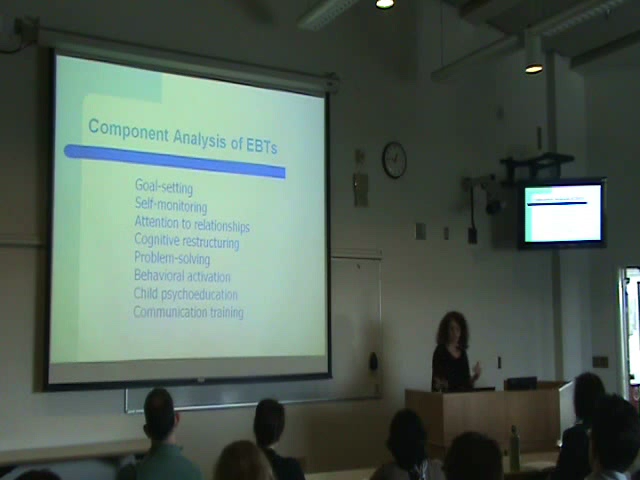 Component Analysis of EBTs
Goal-setting
Self-monitoring
Attention to relationships
Cognitive restructuring
Problem-solving
Behavioral activation
Child psychoeducation
Communication training